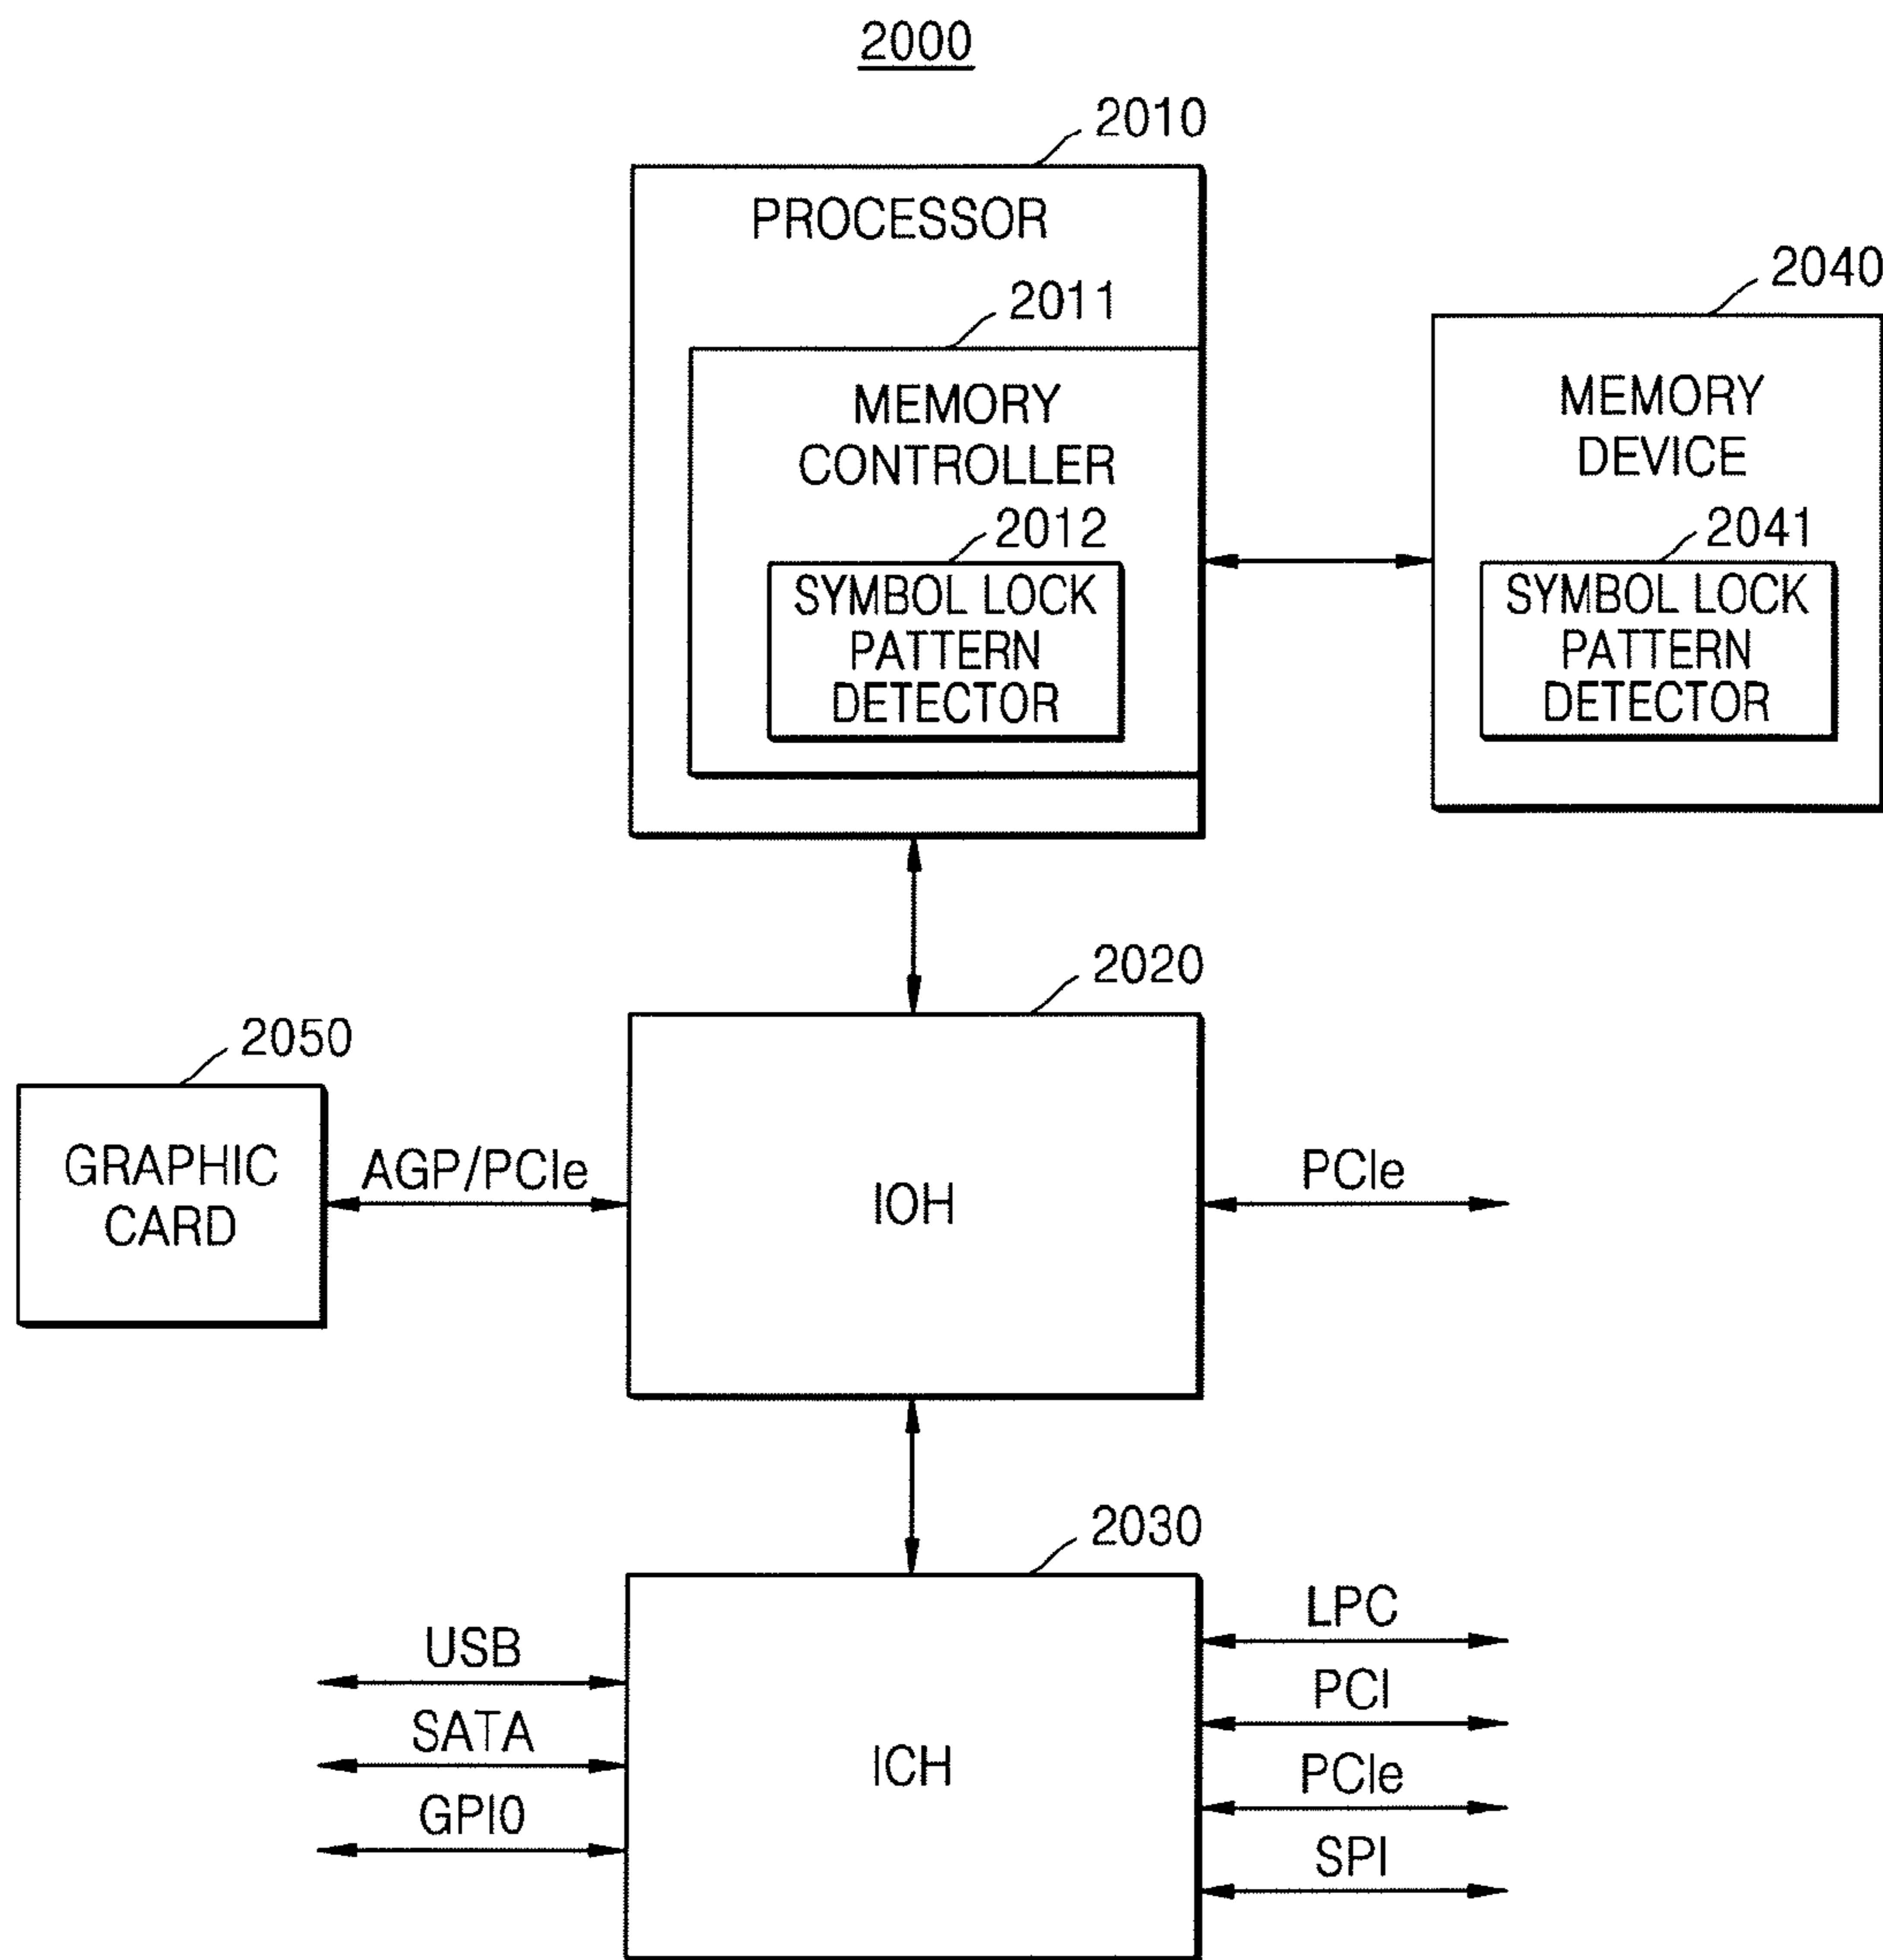 2000
2010
PROCESSOR
2011
MEMORY
CONTROLLER
2012
SYMBOL LOCK
PATTERN
DETECTOR
2040
MEMORY
DEVICE
2041
SYMBOL LOCK
PATTERN
DETECTOR
2020
2050
GRAPHIC
CARD
AGP/PCIe
IOH
PCIe
2030
USB
SATA
GPI0
ICH
LPC
PCI
PCIe
SPI